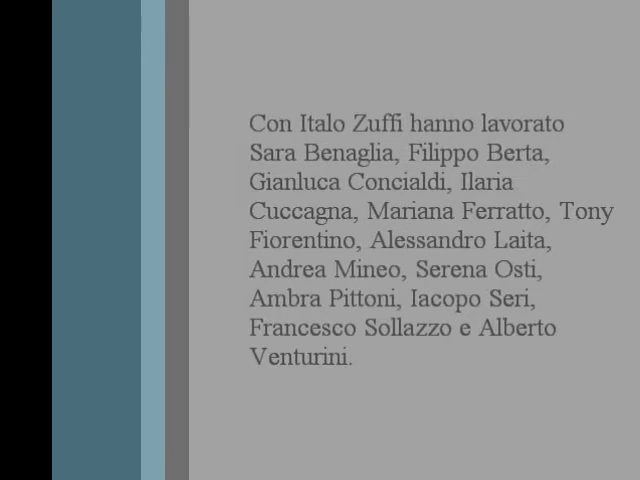 Con Italo Zuffi hanno lavorato
Sara Benaglia, Filippo Berta,
Gianluca Concialdi, Ilaria
Cuccagna, Mariana Ferratto, Tony
Fiorentino, Alessandro Laita,
Andrea Mineo, Serena Osti,
Ambra Pittoni, Iacopo Seri,
Francesco Sollazzo e Alberto
Venturini.